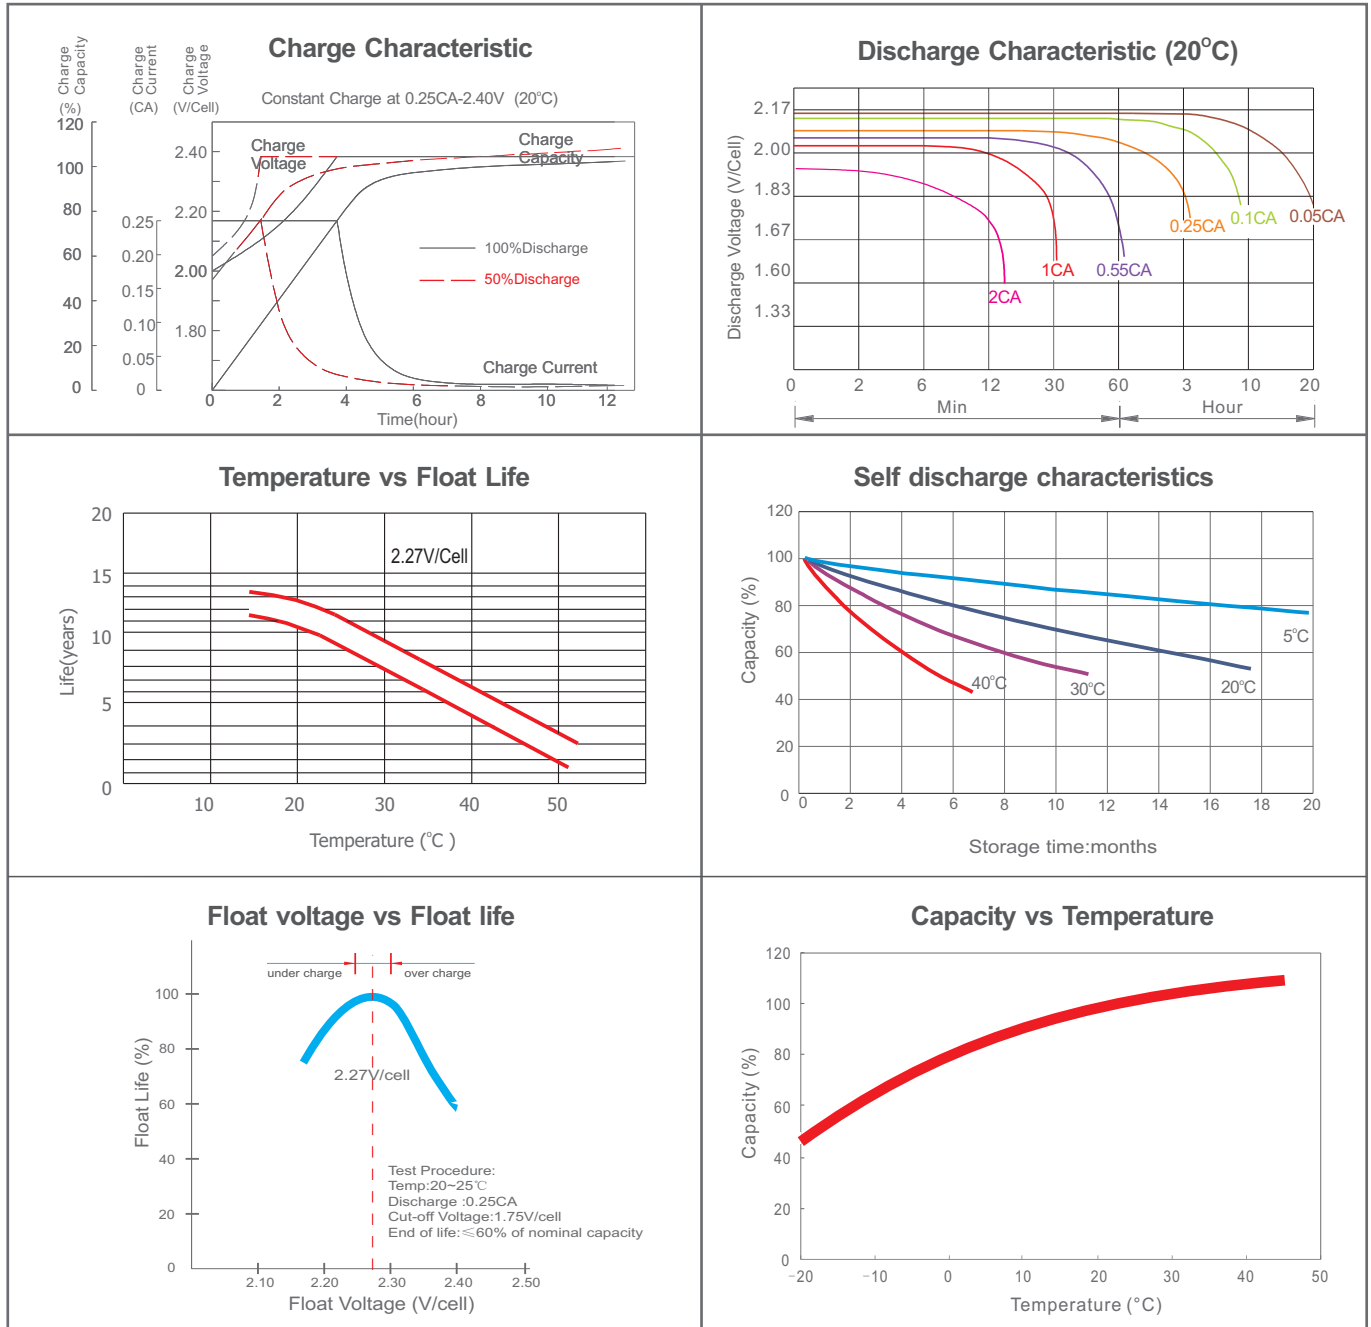 Charge Characteristic
Charge
Capacity
(%)
Charge
Current
(CA)
Charge
Voltage
(V/Cell)
Constant Charge at 0.25CA-2.40V (20°C)
120
100
80
60
40
20
0
0.25
0.20
0.15
0.10
0.05
0
2.40
2.20
2.00
1.80
Charge
Voltage
Charge
Capacity
100%Discharge
50%Discharge
Charge Current
0 2 4 6 8 10 12
Time(hour)
Discharge Characteristic (20°C)
Discharge Voltage (V/Cell)
2.17
2.00
1.83
1.67
1.60
1.33
2CA
1CA
0.55CA
0.25CA
0.1CA
0.05CA
0 2 6 12 30 60 3 10 20
Min Hour
Temperature vs Float Life
Life(years)
20
15
10
5
0
2.27V/Cell
10 20 30 40 50
Temperature (°C )
Self discharge characteristics
Capacity (%)
120
100
80
60
40
20
0
5°C
20°C
30°C
40°C
0 2 4 6 8 10 12 14 16 18 20
Storage time:months
Float voltage vs Float life
under charge over charge
Float Life (%)
100
80
60
40
20
0
2.27V/cell
Test Procedure:
Temp:20~25℃
Discharge :0.25CA
Cut-off Voltage:1.75V/cell
End of life:≤60% of nominal capacity
2.10 2.20 2.30 2.40 2.50
Float Voltage (V/cell)
Capacity vs Temperature
Capacity (%)
120
100
80
60
40
20
0
−20 −10 0 10 20 30 40 50
Temperature (°C)